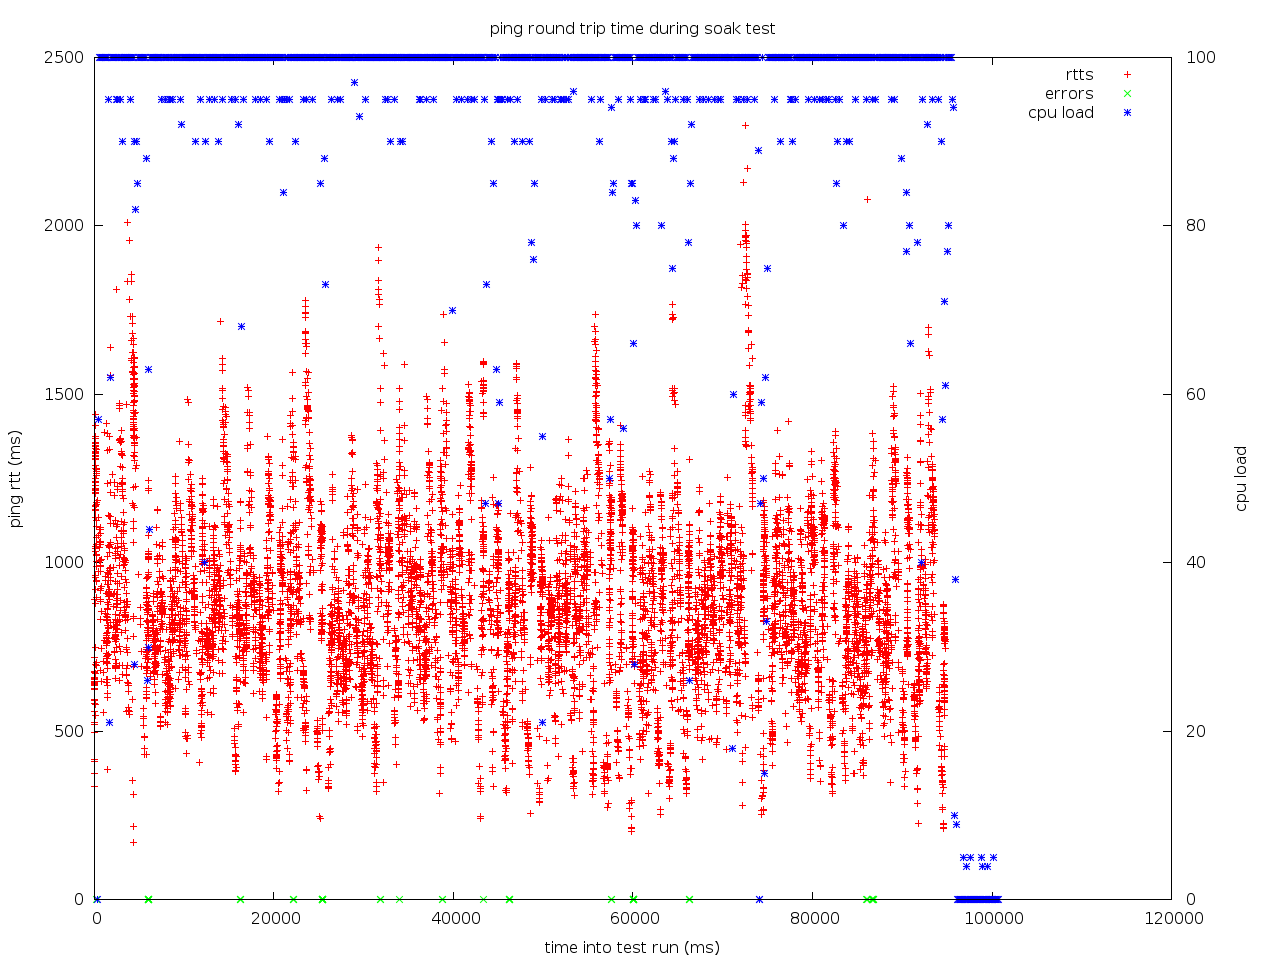 ping round trip time during soak test
2500
2000
1500
1000
500
0
100
80
60
40
20
0
rtts
errors
cpu load
ping rtt (ms)
cpu load
0
20000
40000
60000
80000
100000
120000
time into test run (ms)